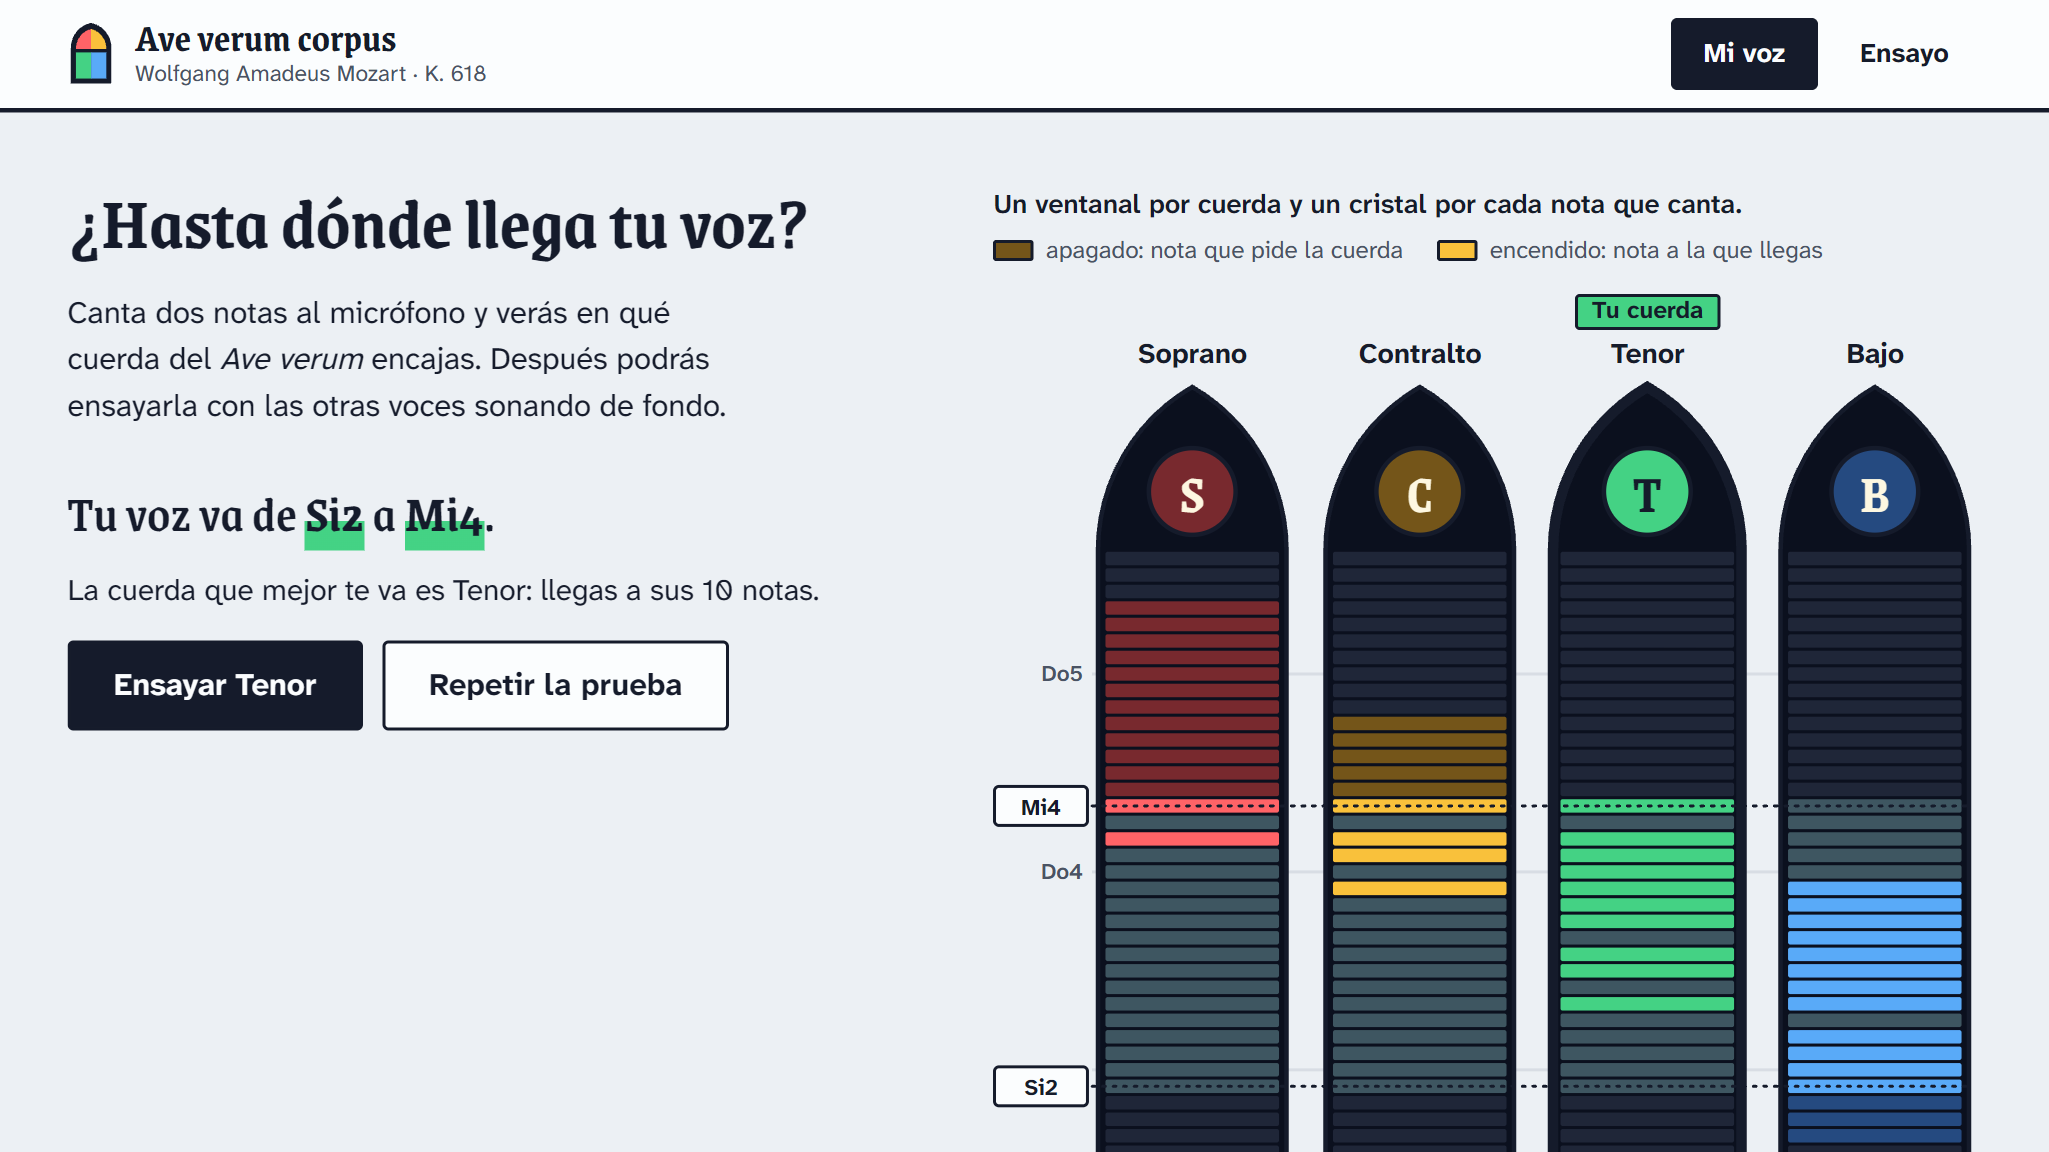 Ave verum corpus
Wolfgang Amadeus Mozart · K. 618
Mi voz
Ensayo
¿Hasta dónde llega tu voz?
Canta dos notas al micrófono y verás en qué
cuerda del Ave verum encajas. Después podrás
ensayarla con las otras voces sonando de fondo.
Tu voz va de Si2 a Mi4.
La cuerda que mejor te va es Tenor: llegas a sus 10 notas.
Ensayar Tenor
Repetir la prueba
Un ventanal por cuerda y un cristal por cada nota que canta.
apagado: nota que pide la cuerda
encendido: nota a la que llegas
Tu cuerda
Soprano
Contralto
Tenor
Bajo
S
C
T
B
Do5
Mi4
Do4
Si2